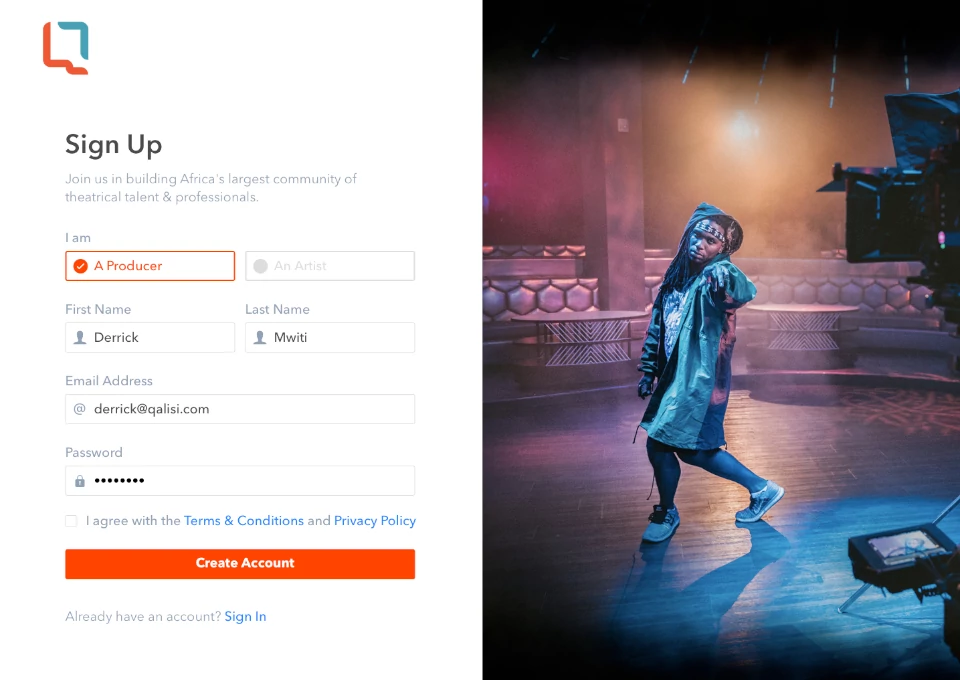 Sign Up
Join us in building Africa's largest community of
theatrical talent & professionals.
I am
A Producer
An Artist
First Name
Last Name
Derrick
Mwiti
Email Address
@ derrick@qalisi.com
Password
••••••••
I agree with the Terms & Conditions and Privacy Policy
Create Account
Already have an account? Sign In